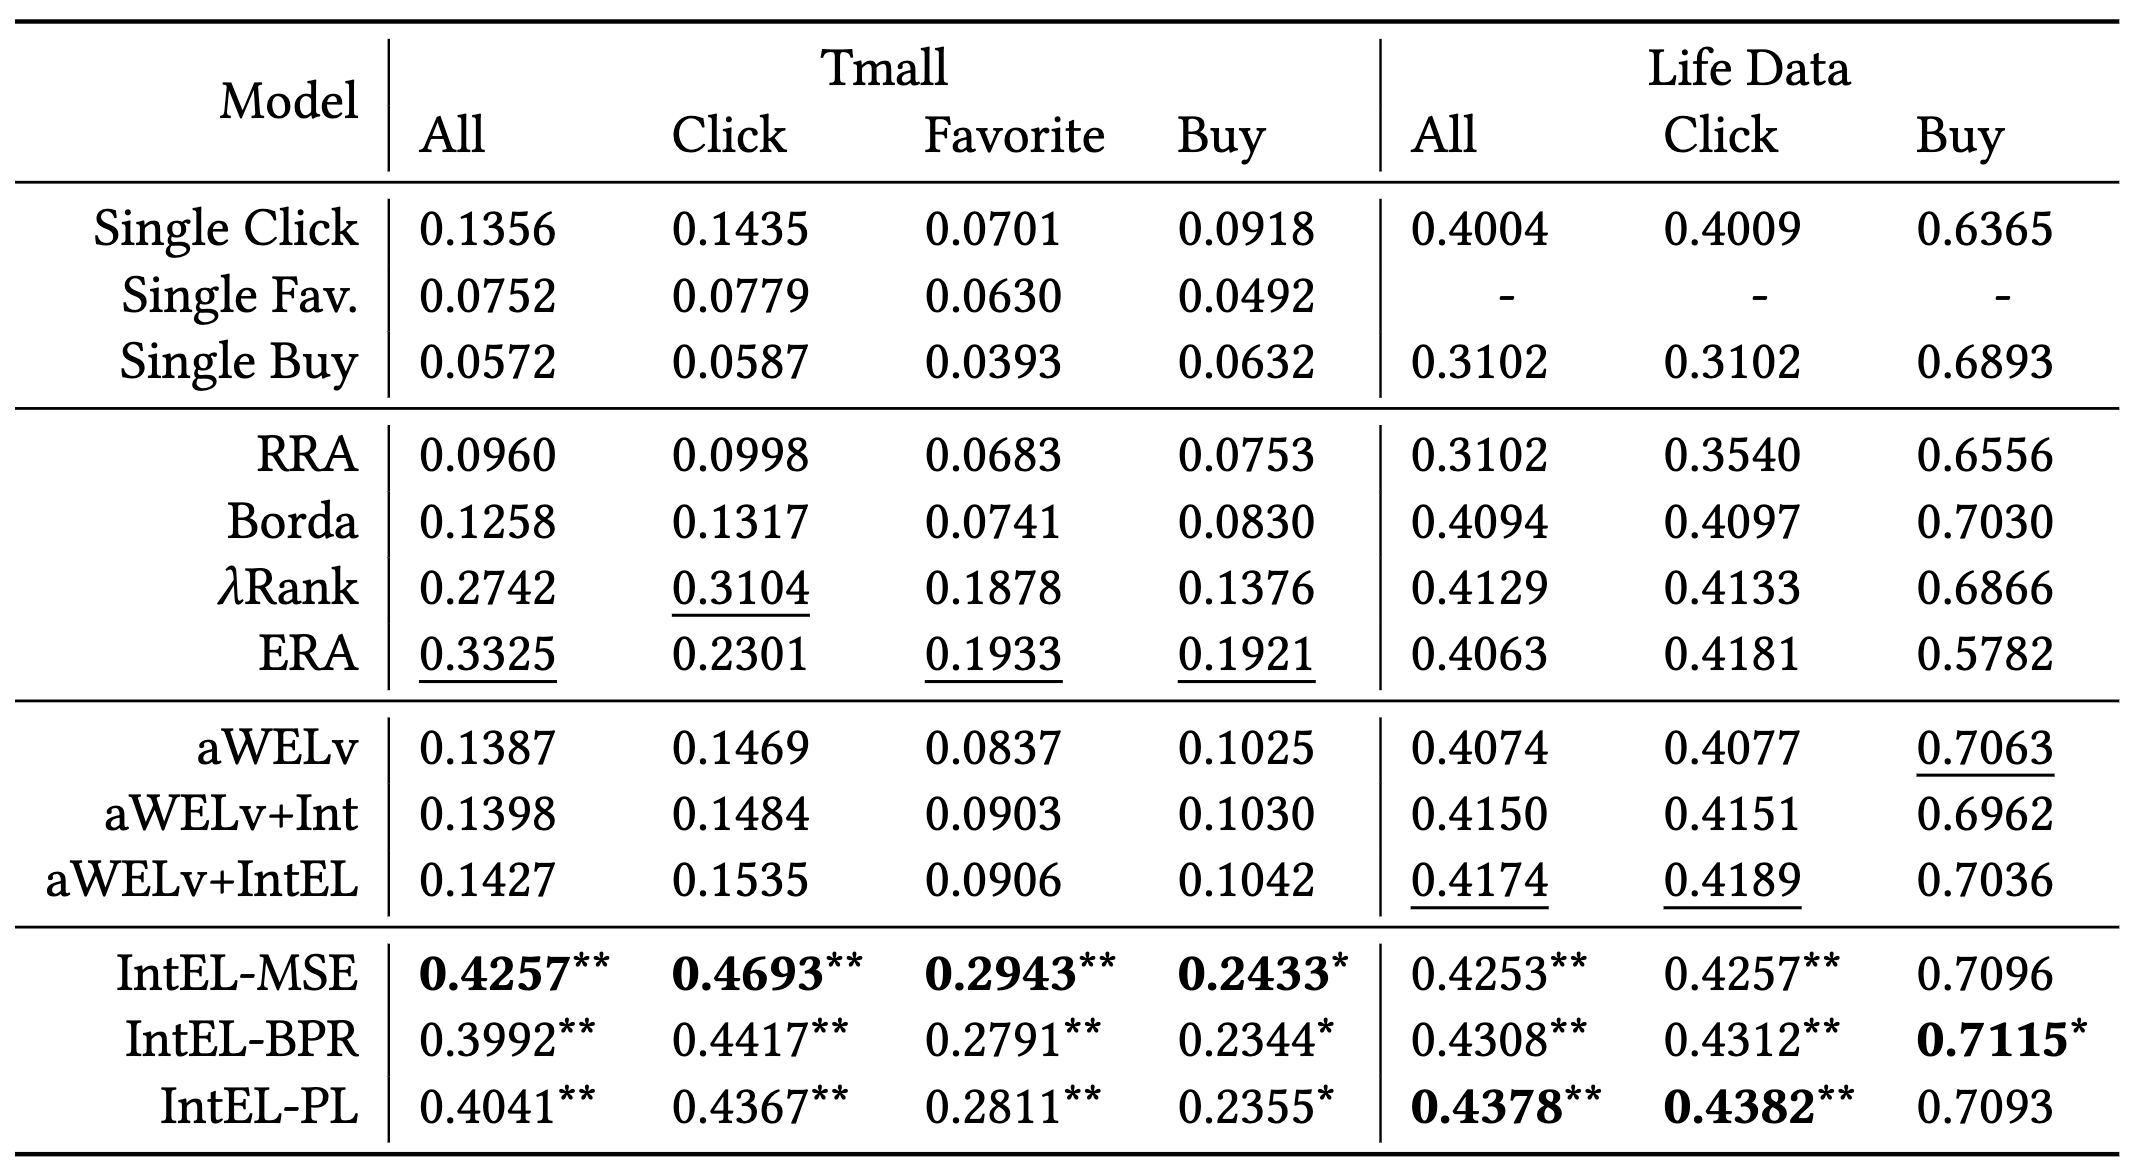 Model Tmall Life Data
All Click Favorite Buy All Click Buy
Single Click 0.1356 0.1435 0.0701 0.0918 0.4004 0.4009 0.6365
Single Fav. 0.0752 0.0779 0.0630 0.0492 - - -
Single Buy 0.0572 0.0587 0.0393 0.0632 0.3102 0.3102 0.6893
RRA 0.0960 0.0998 0.0683 0.0753 0.3102 0.3540 0.6556
Borda 0.1258 0.1317 0.0741 0.0830 0.4094 0.4097 0.7030
λRank 0.2742 0.3104 0.1878 0.1376 0.4129 0.4133 0.6866
ERA 0.3325 0.2301 0.1933 0.1921 0.4063 0.4181 0.5782
aWELv 0.1387 0.1469 0.0837 0.1025 0.4074 0.4077 0.7063
aWELv+Int 0.1398 0.1484 0.0903 0.1030 0.4150 0.4151 0.6962
aWELv+IntEL 0.1427 0.1535 0.0906 0.1042 0.4174 0.4189 0.7036
IntEL-MSE 0.4257** 0.4693** 0.2943** 0.2433* 0.4253** 0.4257** 0.7096
IntEL-BPR 0.3992** 0.4417** 0.2791** 0.2344* 0.4308** 0.4312** 0.7115*
IntEL-PL 0.4041** 0.4367** 0.2811** 0.2355* 0.4378** 0.4382** 0.7093